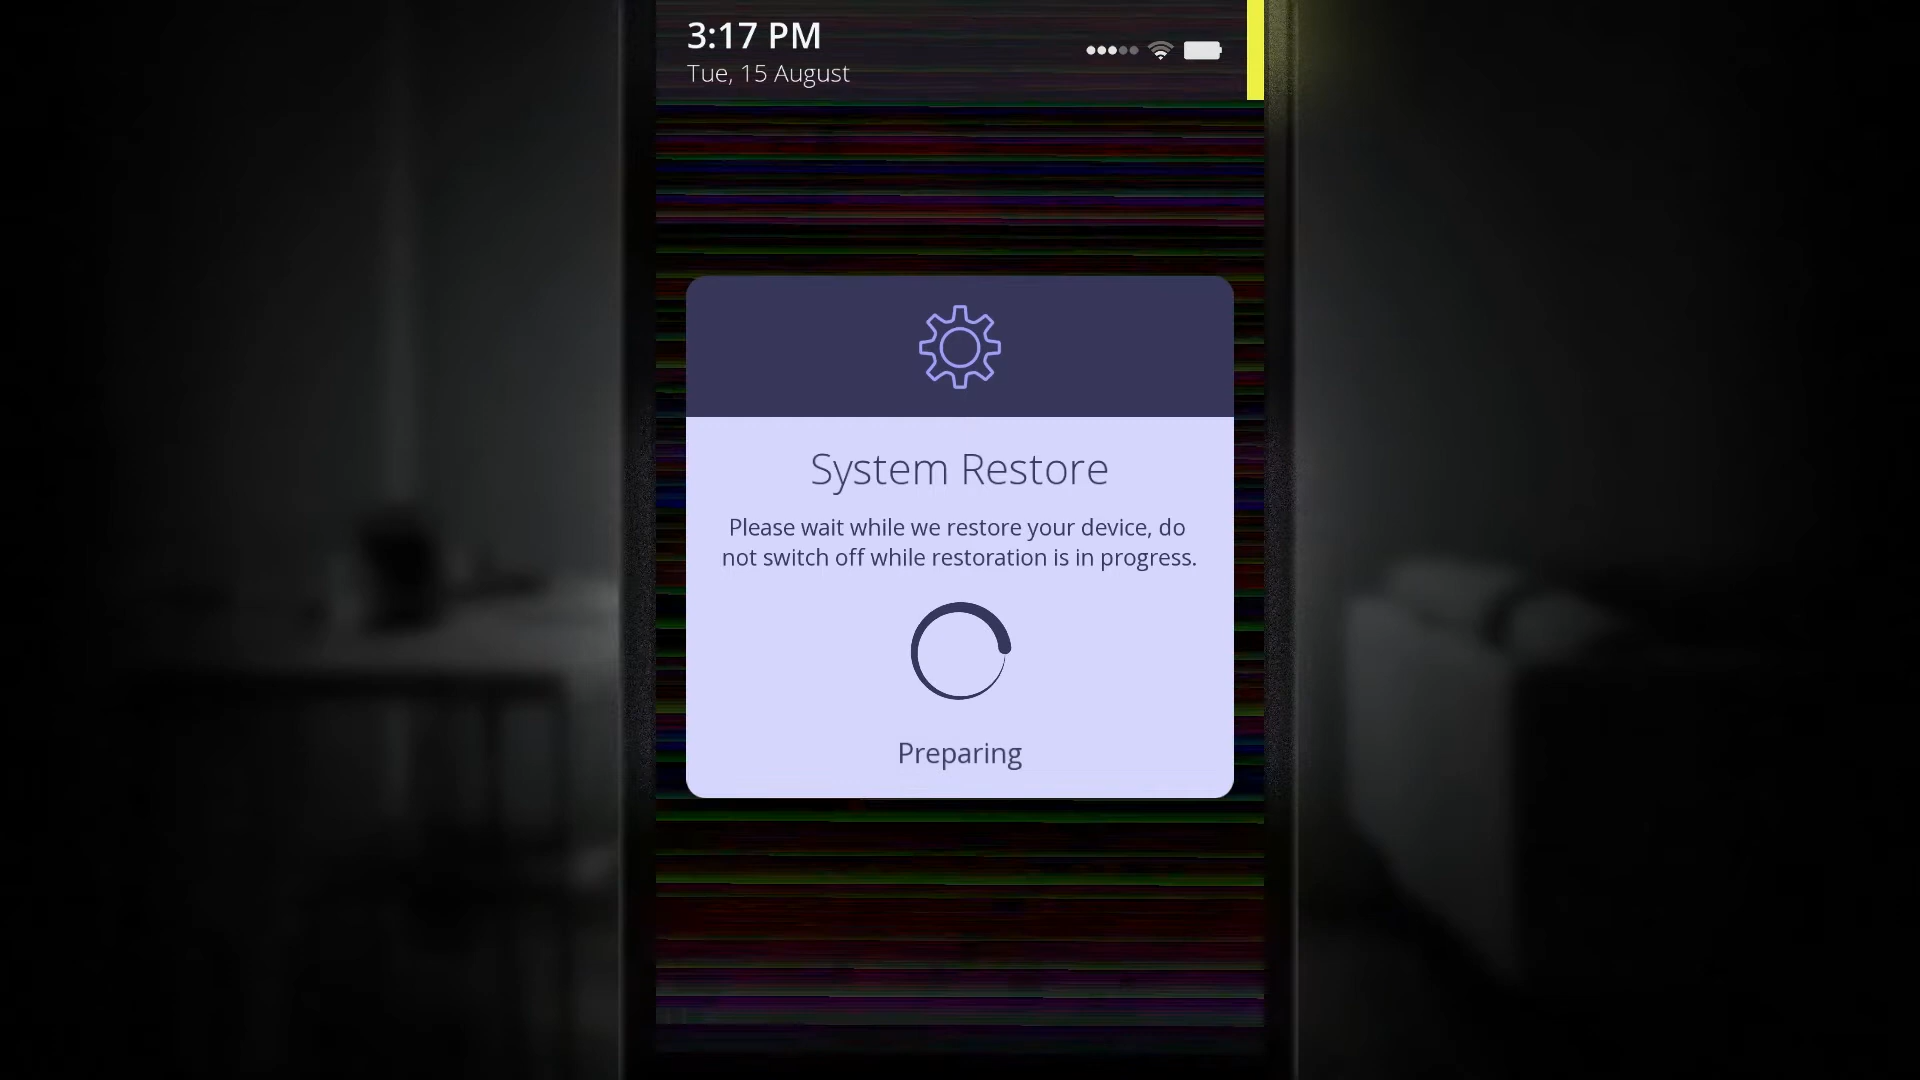 3:17 PM
Tue, 15 August
System Restore
Please wait while we restore your device, do
not switch off while restoration is in progress.
Preparing